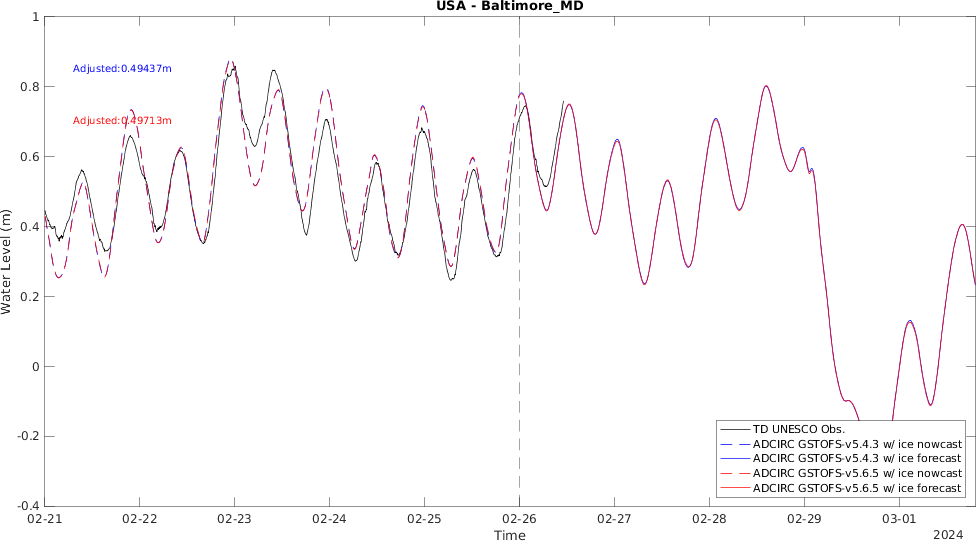 USA - Baltimore_MD
Adjusted:0.49437m
Adjusted:0.49713m
Water Level (m)
1
0.8
0.6
0.4
0.2
0
-0.2
-0.4
TD UNESCO Obs.
ADCIRC GSTOFS-v5.4.3 w/ ice nowcast
ADCIRC GSTOFS-v5.4.3 w/ ice forecast
ADCIRC GSTOFS-v5.6.5 w/ ice nowcast
ADCIRC GSTOFS-v5.6.5 w/ ice forecast
02-21 02-22 02-23 02-24 02-25 02-26 02-27 02-28 02-29 03-01
Time
2024